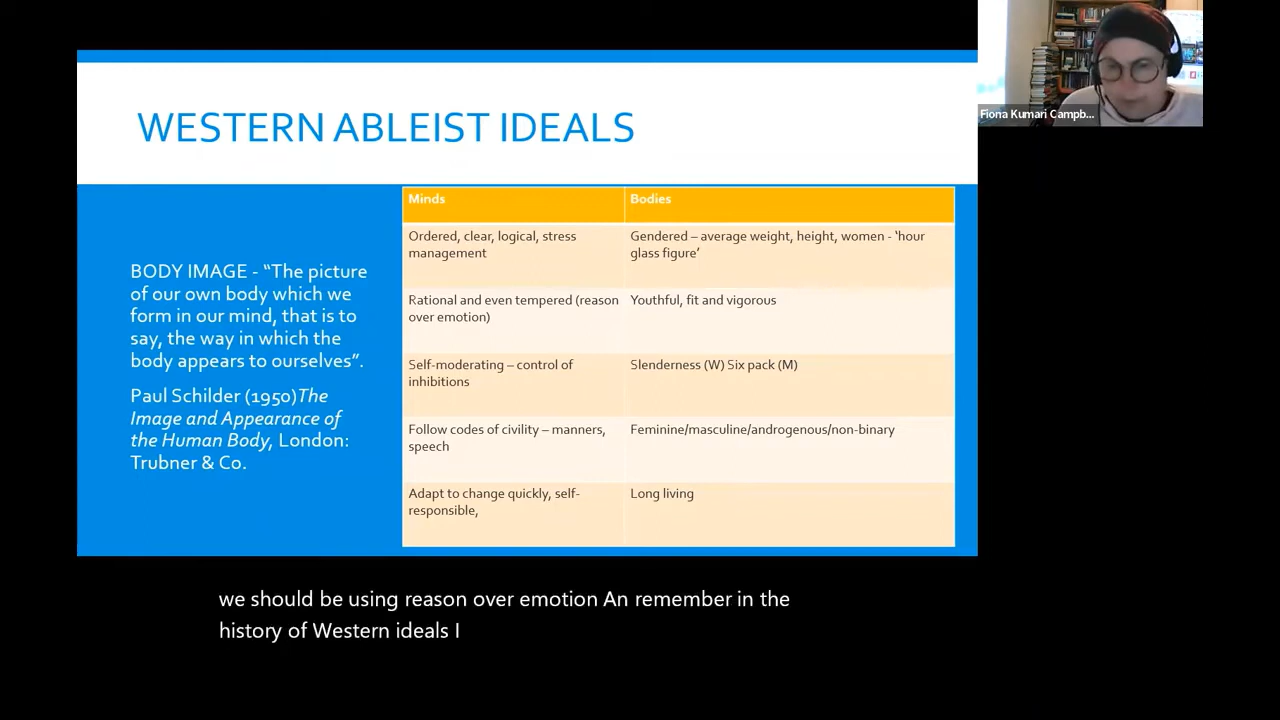 WESTERN ABLEIST IDEALS
BODY IMAGE - “The picture
of our own body which we
form in our mind, that is to
say, the way in which the
body appears to ourselves”.
Paul Schilder (1950)The
Image and Appearance of
the Human Body, London:
Trubner & Co.
Minds
Bodies
Ordered, clear, logical, stress
management
Gendered – average weight, height, women - ‘hour
glass figure’
Rational and even tempered (reason
over emotion)
Youthful, fit and vigorous
Self-moderating – control of
inhibitions
Slenderness (W) Six pack (M)
Follow codes of civility – manners,
speech
Feminine/masculine/androgenous/non-binary
Adapt to change quickly, self-
responsible,
Long living
Fiona Kumari Campb...
we should be using reason over emotion An remember in the
history of Western ideals I